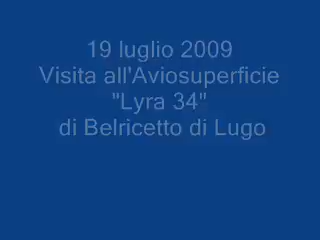 19 luglio 2009
Visita all'Aviosuperficie
"Lyra 34"
di Belricetto di Lugo